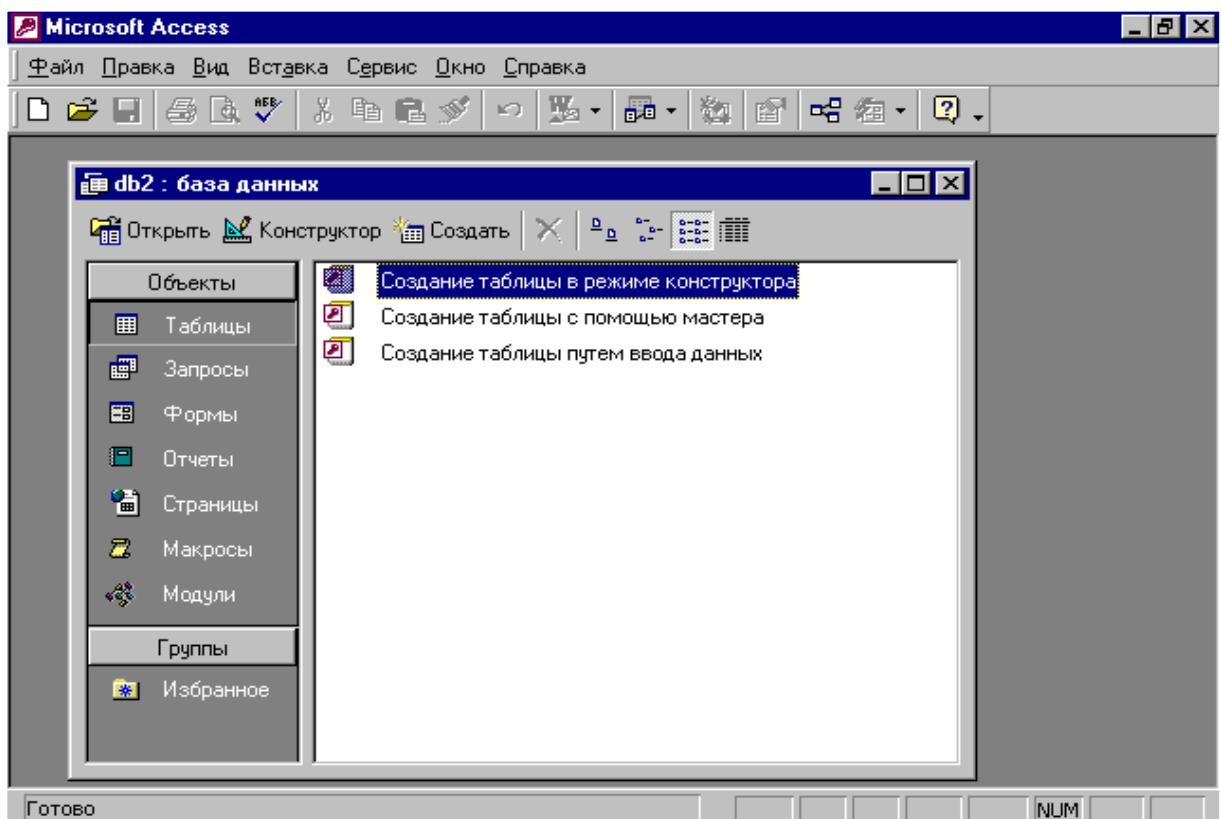 Microsoft Access
Файл Правка Вид Вставка Сервис Окно Справка
db2 : база данных
Открыть Конструктор Создать
Объекты
Таблицы
Запросы
Формы
Отчеты
Страницы
Макросы
Модули
Группы
Избранное
Создание таблицы в режиме конструктора
Создание таблицы с помощью мастера
Создание таблицы путем ввода данных
Готово
NUM